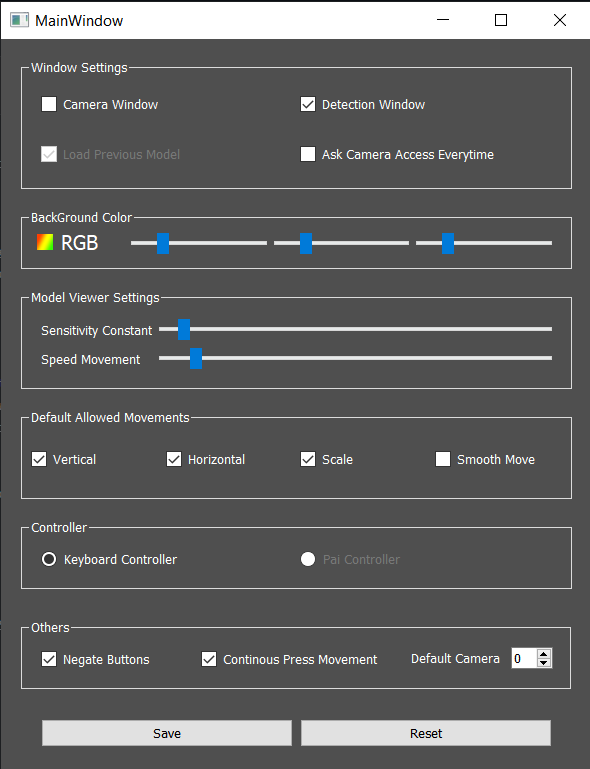 MainWindow
Window Settings
Camera Window
Detection Window
Load Previous Model
Ask Camera Access Everytime
BackGround Color
RGB
Model Viewer Settings
Sensitivity Constant
Speed Movement
Default Allowed Movements
Vertical
Horizontal
Scale
Smooth Move
Controller
Keyboard Controller
Pai Controller
Others
Negate Buttons
Continous Press Movement
Default Camera
0
Save
Reset